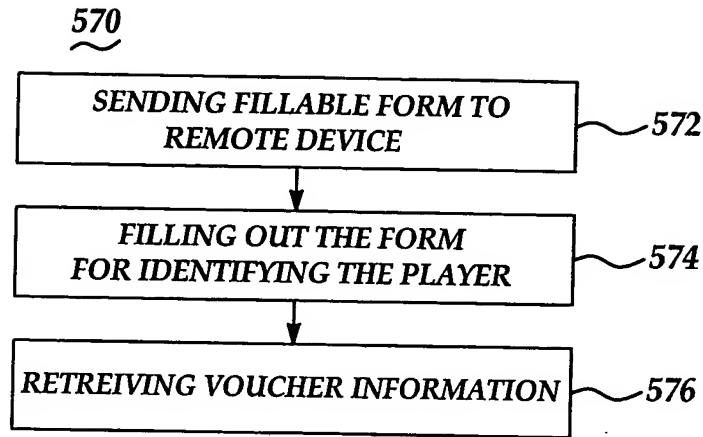 570
SENDING FILLABLE FORM TO
REMOTE DEVICE
572
FILLING OUT THE FORM
FOR IDENTIFYING THE PLAYER
574
RETREIVING VOUCHER INFORMATION
576